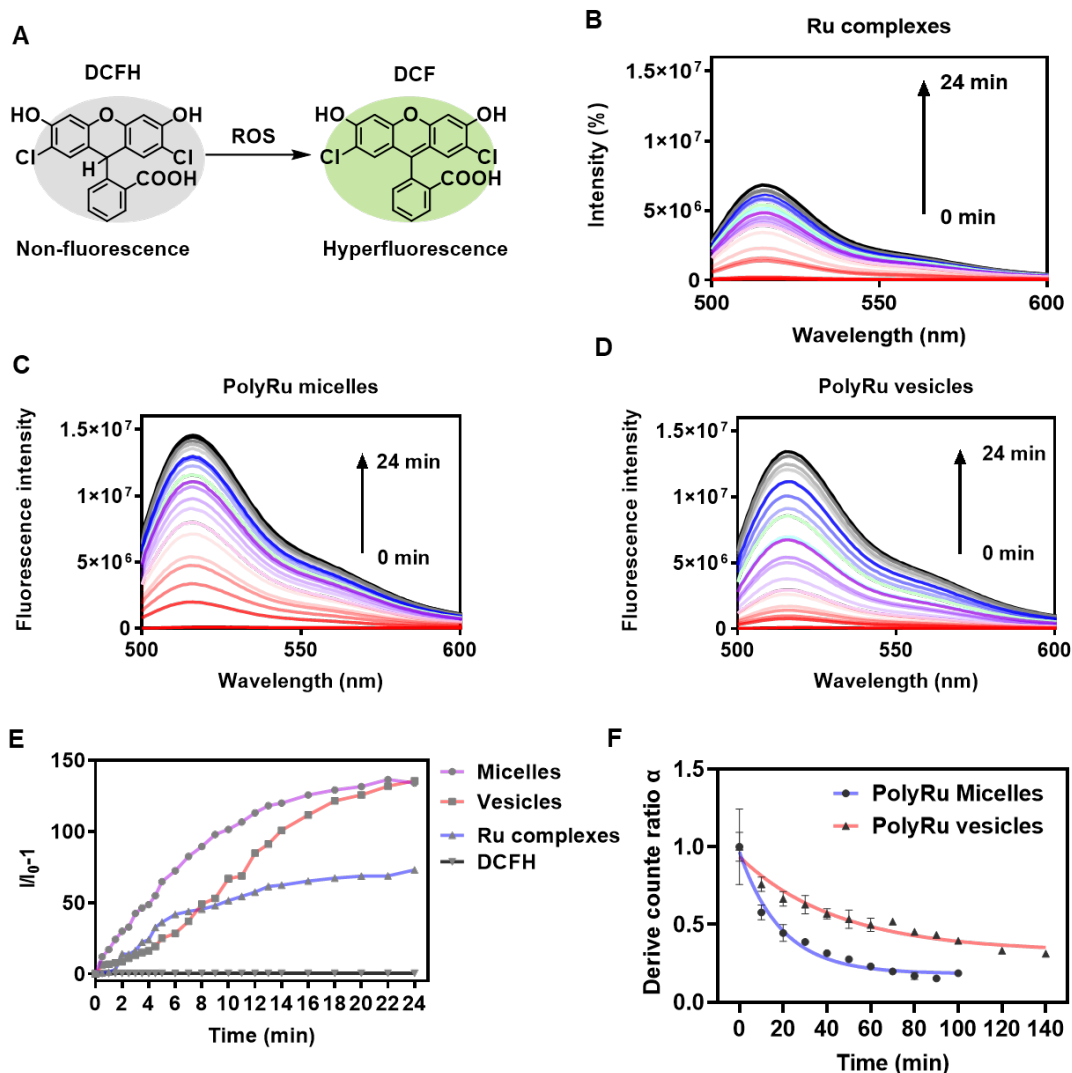 A
DCFH
HO
O
OH
Cl
H
Cl
COOH
Non-fluorescence
ROS
DCF
HO
O
OH
Cl
Cl
COOH
Hyperfluorescence
B
Ru complexes
Intensity (%)
1.5×10⁷
1×10⁷
5×10⁶
0
24 min
0 min
500
550
600
Wavelength (nm)
C
PolyRu micelles
Fluorescence intensity
1.5×10⁷
1×10⁷
5×10⁶
0
24 min
0 min
500
550
600
Wavelength (nm)
D
PolyRu vesicles
Fluorescence intensity
1.5×10⁷
1×10⁷
5×10⁶
0
24 min
0 min
500
550
600
Wavelength (nm)
E
I/I₀-1
150
100
50
0
0 2 4 6 8 10 12 14 16 18 20 22 24
Time (min)
Micelles
Vesicles
Ru complexes
DCFH
F
Derive counte ratio α
1.5
1.0
0.5
0.0
PolyRu Micelles
PolyRu vesicles
0 20 40 60 80 100 120 140
Time (min)